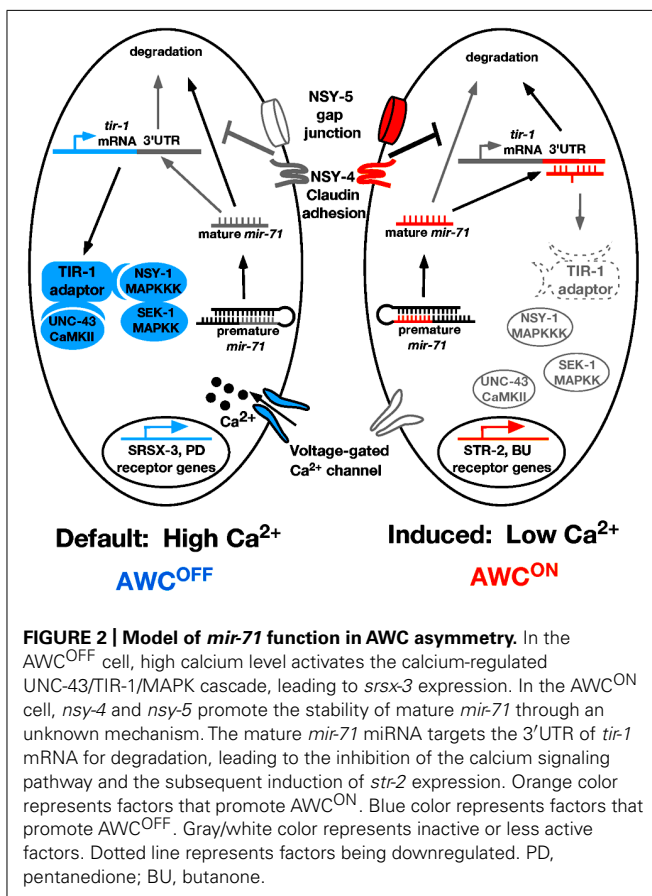 degradation
tir-1
mRNA 3'UTR
mature mir-71
TIR-1
adaptor
NSY-1
MAPKKK
UNC-43
CaMKII
SEK-1
MAPKK
premature
mir-71
Ca2+
SRSX-3, PD
receptor genes
NSY-5
gap
junction
NSY-4
Claudin
adhesion
Voltage-gated
Ca2+ channel
degradation
tir-1
mRNA 3'UTR
mature mir-71
TIR-1
adaptor
NSY-1
MAPKKK
premature
mir-71
SEK-1
MAPKK
UNC-43
CaMKII
STR-2, BU
receptor genes
Default: High Ca2+
AWCOFF
Induced: Low Ca2+
AWCON
FIGURE 2 | Model of mir-71 function in AWC asymmetry. In the
AWCOFF cell, high calcium level activates the calcium-regulated
UNC-43/TIR-1/MAPK cascade, leading to srsx-3 expression. In the AWCON
cell, nsy-4 and nsy-5 promote the stability of mature mir-71 through an
unknown mechanism. The mature mir-71 miRNA targets the 3′UTR of tir-1
mRNA for degradation, leading to the inhibition of the calcium signaling
pathway and the subsequent induction of str-2 expression. Orange color
represents factors that promote AWCON. Blue color represents factors that
promote AWCOFF. Gray/white color represents inactive or less active
factors. Dotted line represents factors being downregulated. PD,
pentanedione; BU, butanone.